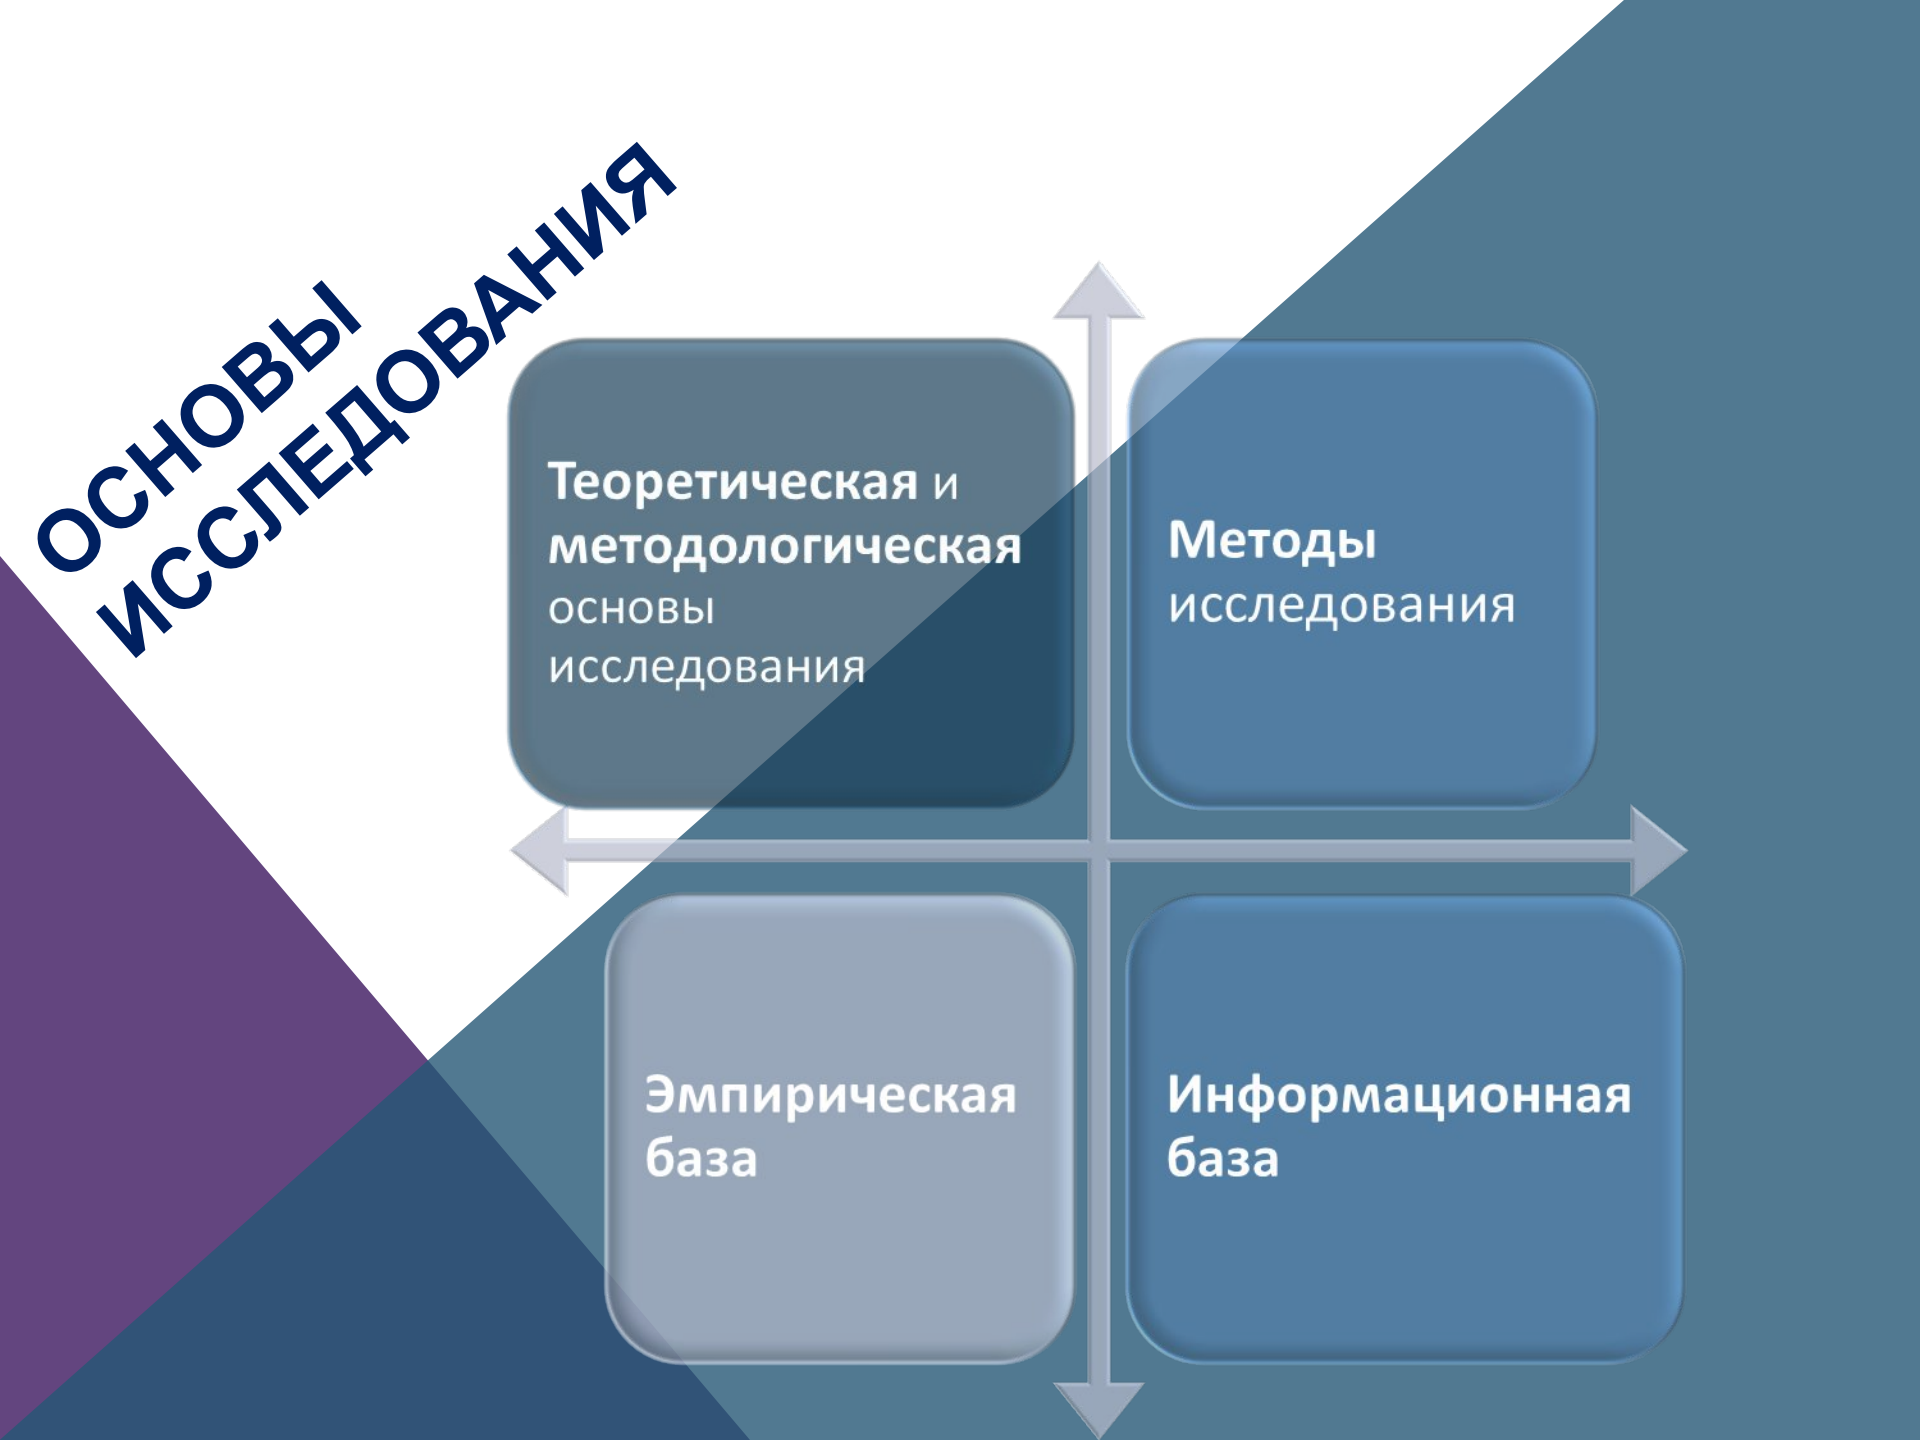 ОСНОВЫ
ИССЛЕДОВАНИЯ
Теоретическая и
методологическая
основы
исследования
Методы
исследования
Эмпирическая
база
Информационная
база